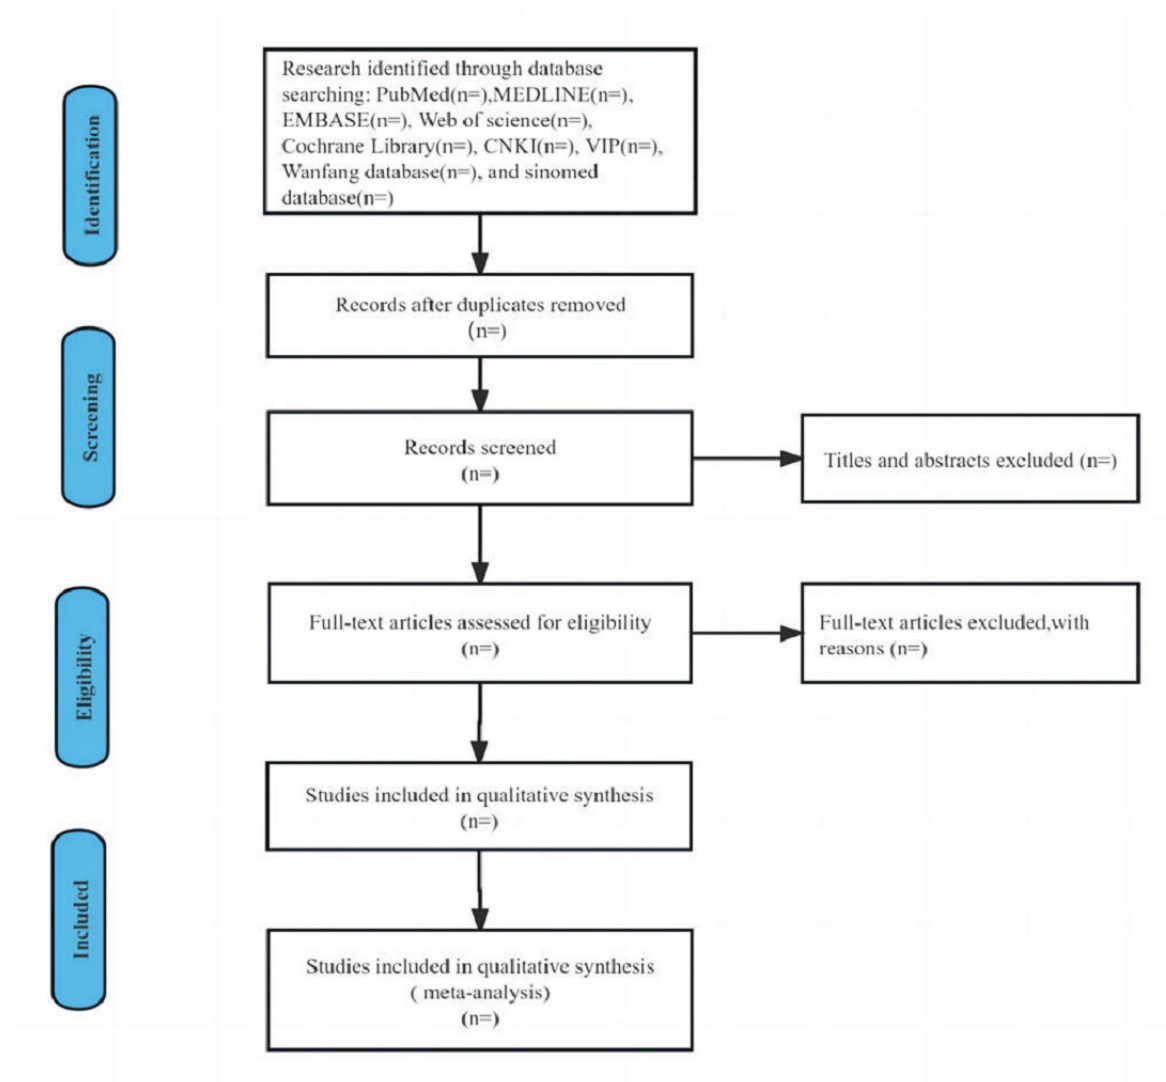 Identification
Research identified through database
searching: PubMed(n=),MEDLINE(n=),
EMBASE(n=), Web of science(n=),
Cochrane Library(n=), CNKI(n=), VIP(n=),
Wanfang database(n=), and sinomed
database(n=)
Records after duplicates removed
(n=)
Screening
Records screened
(n=)
Titles and abstracts excluded (n=)
Eligibility
Full-text articles assessed for eligibility
(n=)
Full-text articles excluded,with
reasons (n=)
Studies included in qualitative synthesis
(n=)
Included
Studies included in qualitative synthesis
( meta-analysis)
(n=)